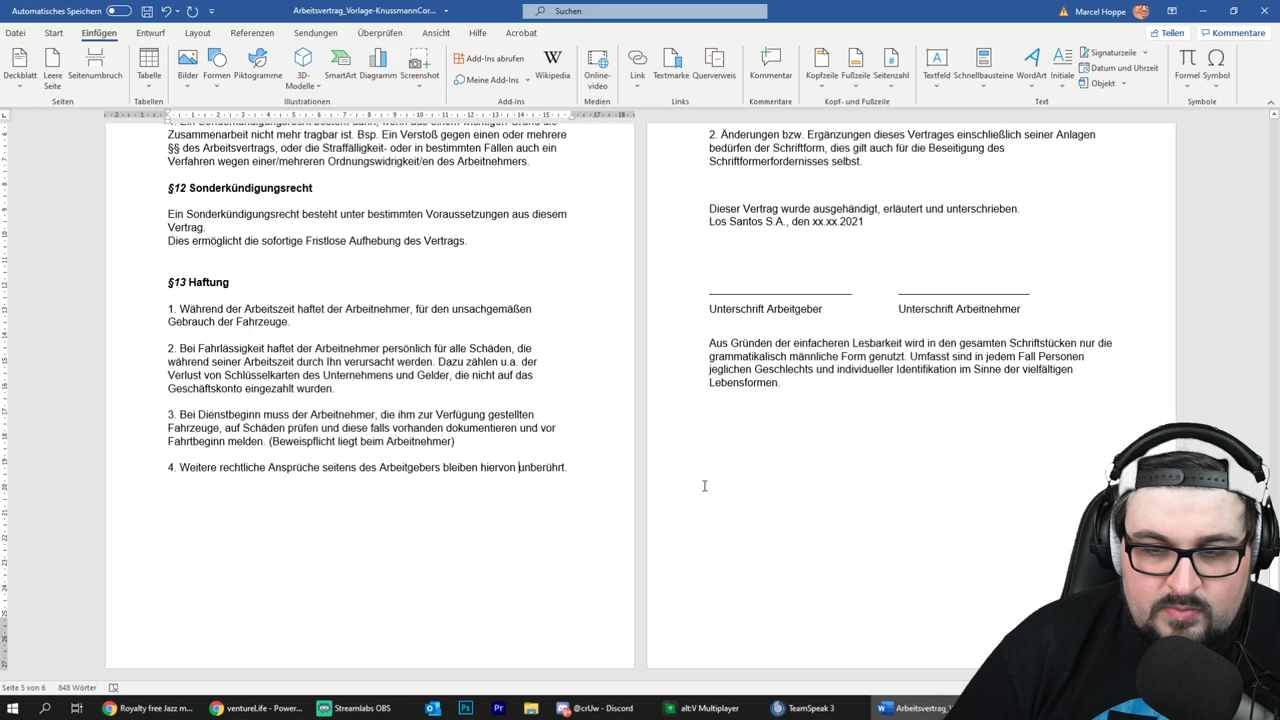 Automatisches Speichern
Arbeitsvertrag_Vorlage-KnussmannCor...
Suchen
Marcel Hoppe
Datei Start Einfügen Entwurf Layout Referenzen Sendungen Überprüfen Ansicht Hilfe Acrobat
Teilen Kommentare
Deckblatt
Leere
Seite
Seitenumbruch
Tabelle
Bilder
Formen
Piktogramme
3D-
Modelle
SmartArt
Diagramm
Screenshot
Add-Ins abrufen
Meine Add-Ins
Wikipedia
Online-
video
Link
Textmarke
Querverweis
Kommentar
Kopfzeile
Fußzeile
Seitenzahl
Textfeld
Schnellbausteine
WordArt
Initiale
Signaturzeile
Datum und Uhrzeit
Objekt
Formel
Symbol
Seiten Tabellen Illustrationen Add-Ins Medien Links Kommentare Kopf- und Fußzeile Text Symbole
Zusammenarbeit nicht mehr tragbar ist. Bsp. Ein Verstoß gegen einen oder mehrere
§§ des Arbeitsvertrags, oder die Straffälligkeit- oder in bestimmten Fällen auch ein
Verfahren wegen einer/mehreren Ordnungswidrigkeit/en des Arbeitnehmers.
§12 Sonderkündigungsrecht
Ein Sonderkündigungsrecht besteht unter bestimmten Voraussetzungen aus diesem
Vertrag.
Dies ermöglicht die sofortige Fristlose Aufhebung des Vertrags.
§13 Haftung
1. Während der Arbeitszeit haftet der Arbeitnehmer, für den unsachgemäßen
Gebrauch der Fahrzeuge.
2. Bei Fahrlässigkeit haftet der Arbeitnehmer persönlich für alle Schäden, die
während seiner Arbeitszeit durch Ihn verursacht werden. Dazu zählen u.a. der
Verlust von Schlüsselkarten des Unternehmens und Gelder, die nicht auf das
Geschäftskonto eingezahlt wurden.
3. Bei Dienstbeginn muss der Arbeitnehmer, die ihm zur Verfügung gestellten
Fahrzeuge, auf Schäden prüfen und diese falls vorhanden dokumentieren und vor
Fahrtbeginn melden. (Beweispflicht liegt beim Arbeitnehmer)
4. Weitere rechtliche Ansprüche seitens des Arbeitgebers bleiben hiervon unberührt.
2. Änderungen bzw. Ergänzungen dieses Vertrages einschließlich seiner Anlagen
bedürfen der Schriftform, dies gilt auch für die Beseitigung des
Schriftformerfordernisses selbst.
Dieser Vertrag wurde ausgehändigt, erläutert und unterschrieben.
Los Santos S.A., den xx.xx.2021
Unterschrift Arbeitgeber Unterschrift Arbeitnehmer
Aus Gründen der einfacheren Lesbarkeit wird in den gesamten Schriftstücken nur die
grammatikalisch männliche Form genutzt. Umfasst sind in jedem Fall Personen
jeglichen Geschlechts und individueller Identifikation im Sinne der vielfältigen
Lebensformen.
Seite 5 von 6 848 Wörter
Royalty free Jazz m... ventureLife - Power... Streamlabs OBS @crUw - Discord alt:V Multiplayer TeamSpeak 3 Arbeitsvertrag_V